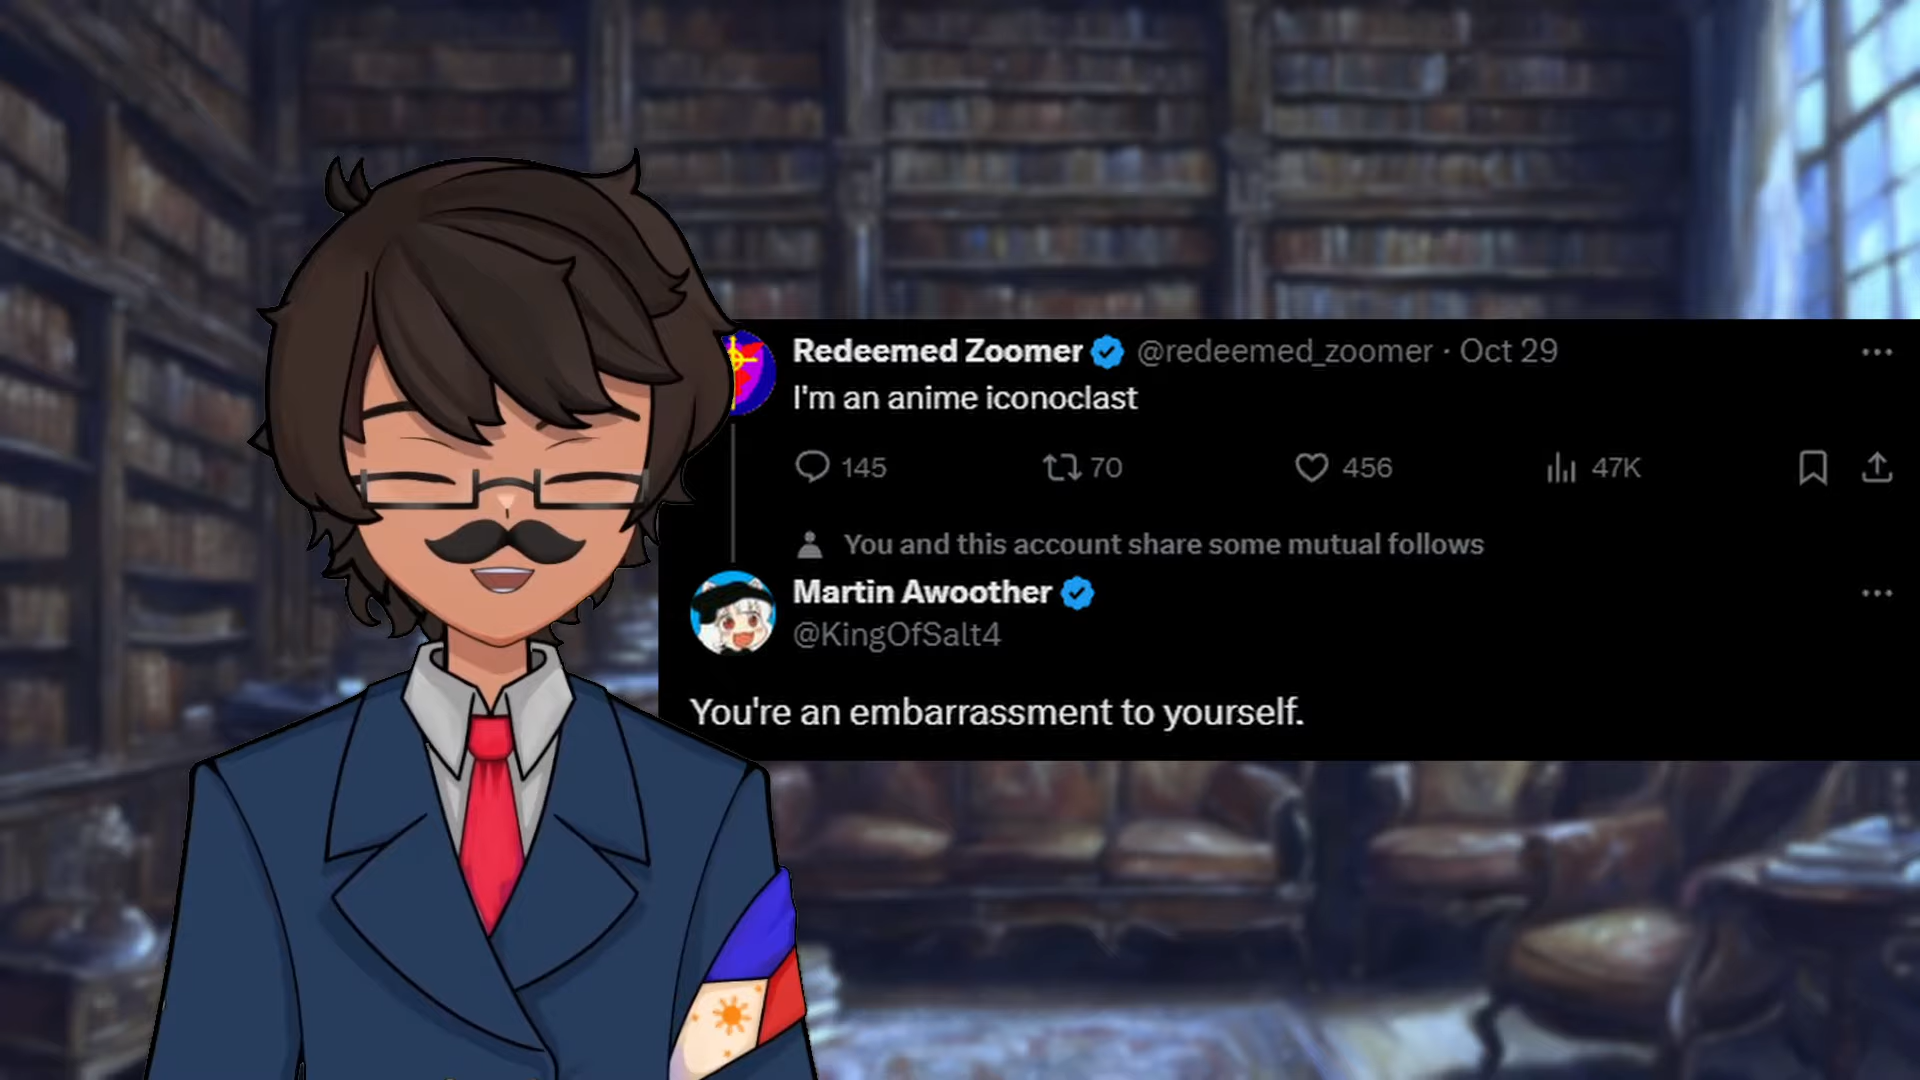 Redeemed Zoomer @redeemed_zoomer · Oct 29
I'm an anime iconoclast
145 70 456 47K
You and this account share some mutual follows
Martin Awoother
@KingOfSalt4
You're an embarrassment to yourself.